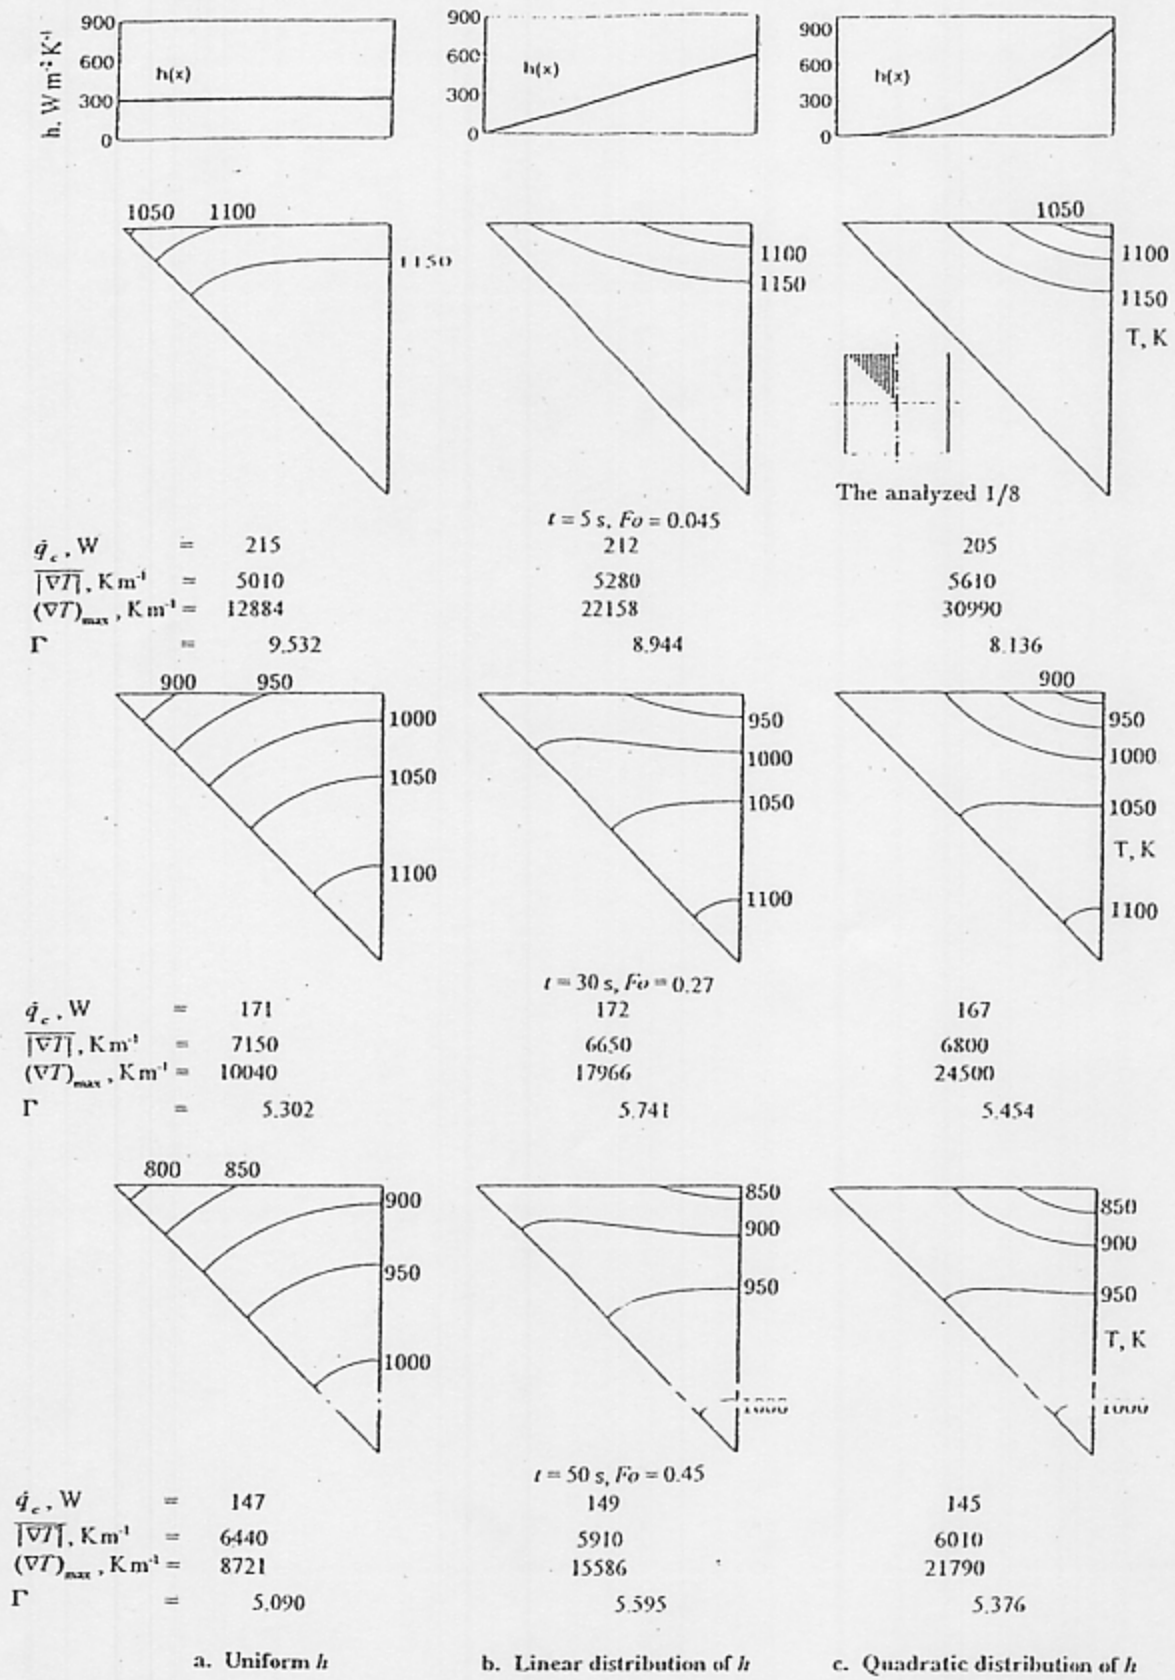 900
600
300
0
h. W m⁻² K⁻¹
h(x)
900
600
300
0
h(x)
900
600
300
0
h(x)
1050 1100
1150
1100
1150
1050
1100
1150
T, K
The analyzed 1/8
t = 5 s, Fo = 0.045
q̇c , W = 215 212 205
|∇T|, K m⁻¹ = 5010 5280 5610
(∇T)max , K m⁻¹ = 12884 22158 30990
Γ = 9.532 8.944 8.136
900 950
1000
1050
1100
950
1000
1050
1100
900
950
1000
1050
T, K
1100
t = 30 s, Fo = 0.27
q̇c , W = 171 172 167
|∇T|, K m⁻¹ = 7150 6650 6800
(∇T)max , K m⁻¹ = 10040 17966 24500
Γ = 5.302 5.741 5.454
800 850
900
950
1000
850
900
950
1000
850
900
950
T, K
1000
t = 50 s, Fo = 0.45
q̇c , W = 147 149 145
|∇T|, K m⁻¹ = 6440 5910 6010
(∇T)max , K m⁻¹ = 8721 15586 21790
Γ = 5.090 5.595 5.376
a. Uniform h b. Linear distribution of h c. Quadratic distribution of h